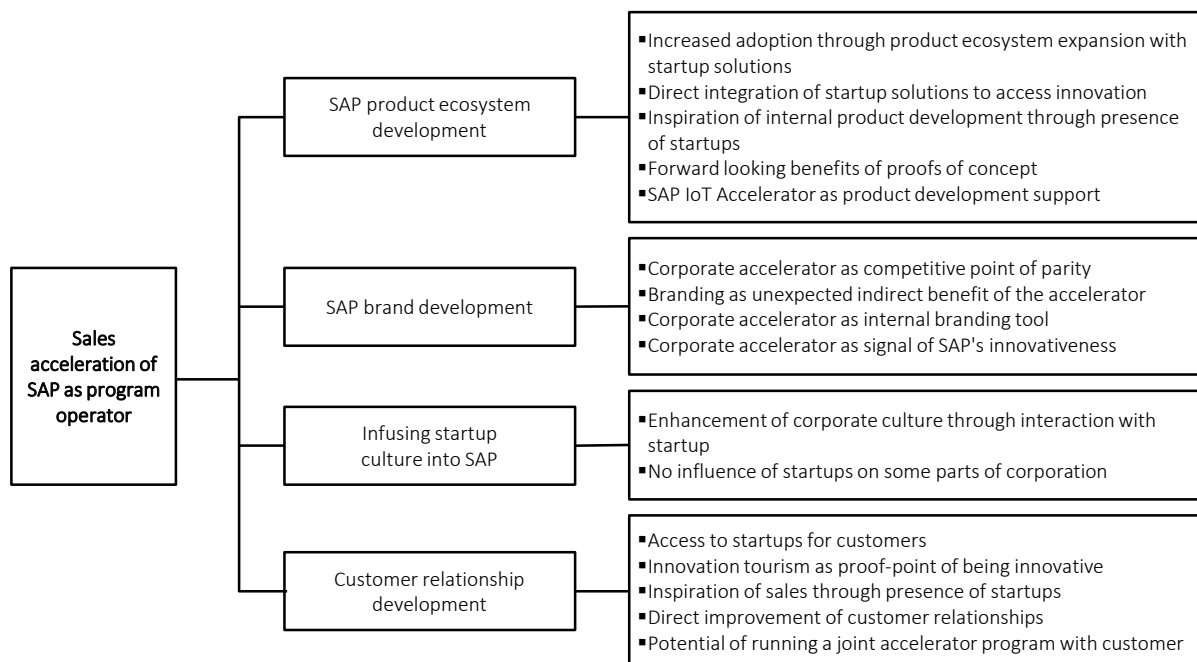 ▪Increased adoption through product ecosystem expansion with
startup solutions
▪Direct integration of startup solutions to access innovation
▪Inspiration of internal product development through presence
of startups
▪Forward looking benefits of proofs of concept
▪SAP IoT Accelerator as product development support
SAP product ecosystem
development
▪Corporate accelerator as competitive point of parity
▪Branding as unexpected indirect benefit of the accelerator
▪Corporate accelerator as internal branding tool
▪Corporate accelerator as signal of SAP's innovativeness
SAP brand development
Sales
acceleration of
SAP as program
operator
Infusing startup
culture into SAP
▪Enhancement of corporate culture through interaction with
startup
▪No influence of startups on some parts of corporation
Customer relationship
development
▪Access to startups for customers
▪Innovation tourism as proof-point of being innovative
▪Inspiration of sales through presence of startups
▪Direct improvement of customer relationships
▪Potential of running a joint accelerator program with customer